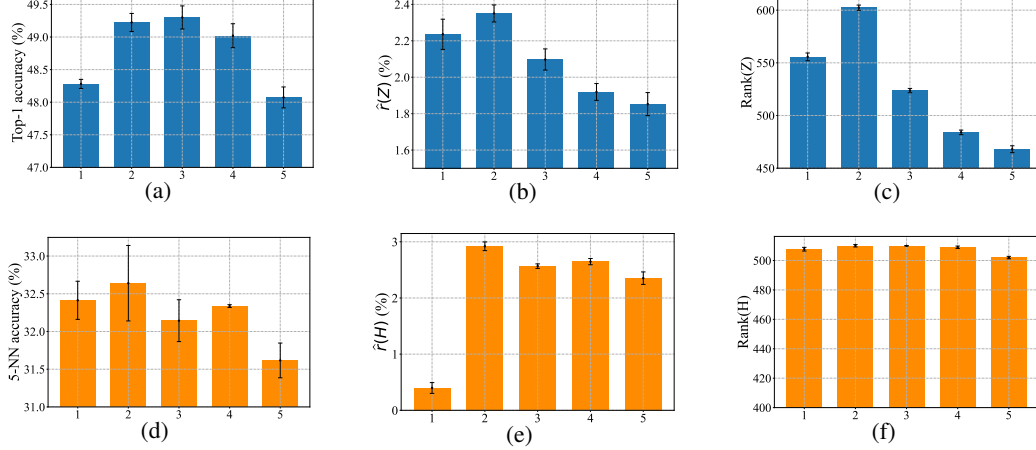 Top-1 accuracy (%)
49.5
49.0
48.5
48.0
47.5
47.0
1 2 3 4 5
(a)
r̂(Z) (%)
2.4
2.2
2.0
1.8
1.6
1 2 3 4 5
(b)
Rank(Z)
600
550
500
450
1 2 3 4 5
(c)
5-NN accuracy (%)
33.0
32.5
32.0
31.5
31.0
1 2 3 4 5
(d)
r̂(H) (%)
3
2
1
0
1 2 3 4 5
(e)
Rank(H)
500
480
460
440
420
400
1 2 3 4 5
(f)